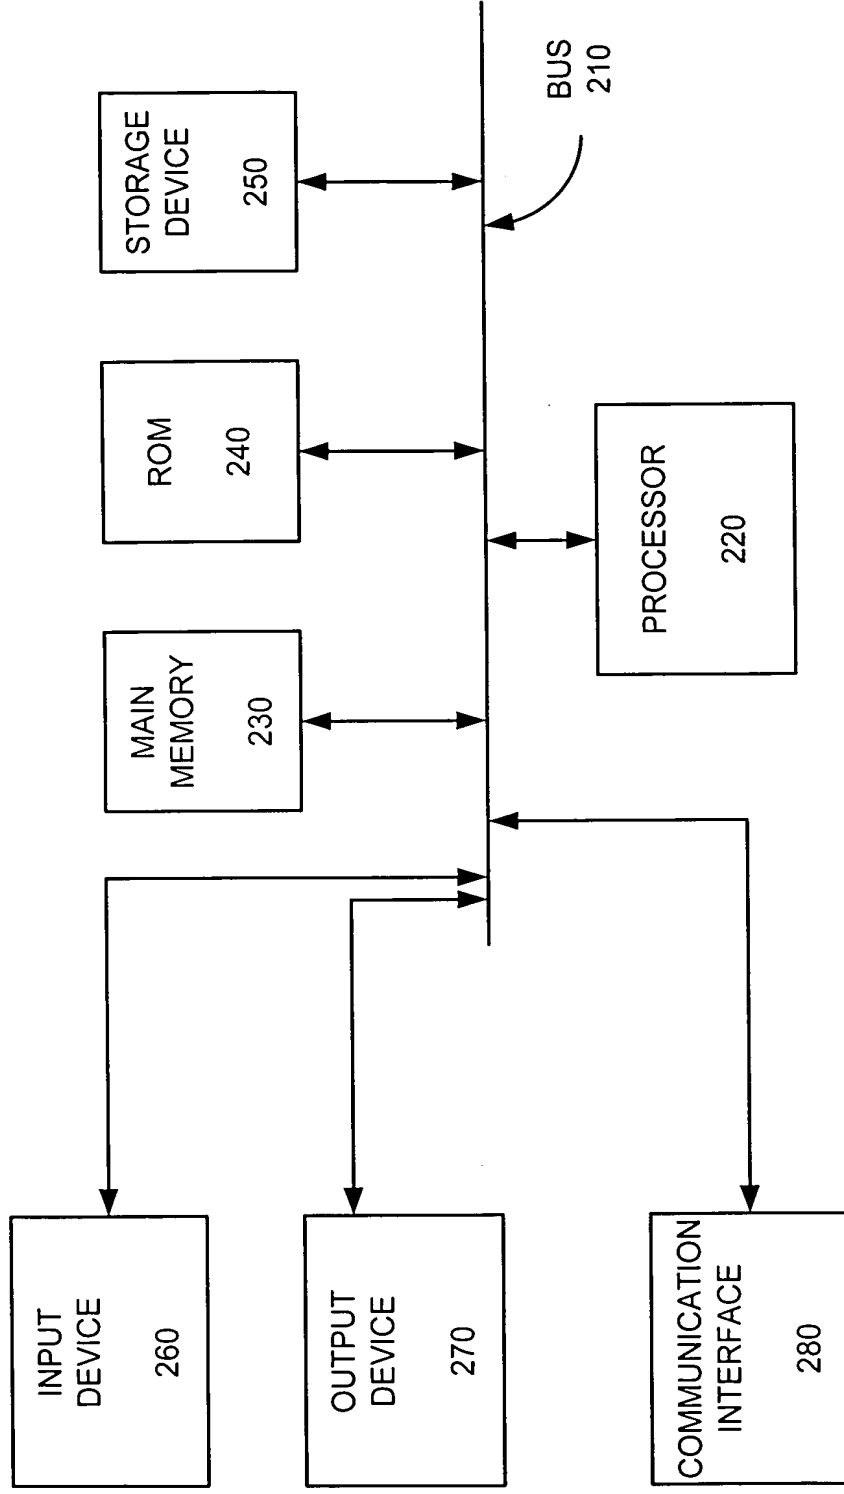 INPUT
DEVICE
260
OUTPUT
DEVICE
270
COMMUNICATION
INTERFACE
280
MAIN
MEMORY
230
ROM
240
STORAGE
DEVICE
250
PROCESSOR
220
BUS
210